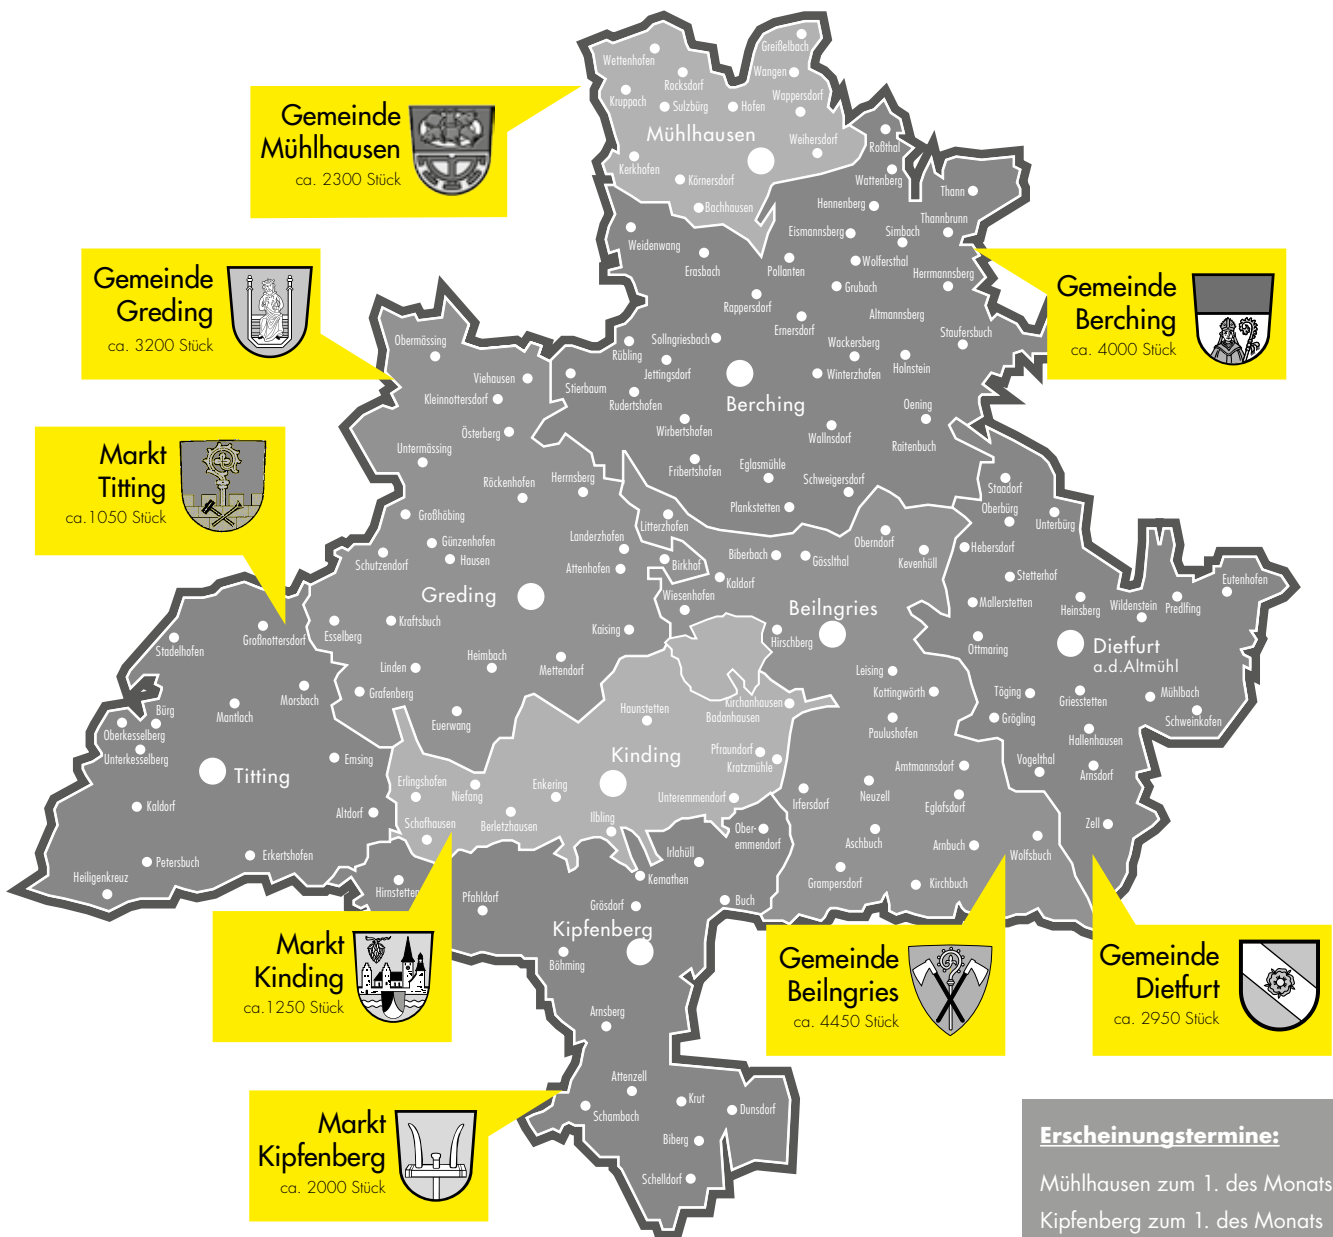 Gemeinde
Mühlhausen
ca. 2300 Stück
Gemeinde
Greding
ca. 3200 Stück
Markt
Titting
ca.1050 Stück
Gemeinde
Berching
ca. 4000 Stück
Markt
Kinding
ca.1250 Stück
Markt
Kipfenberg
ca. 2000 Stück
Gemeinde
Beilngries
ca. 4450 Stück
Gemeinde
Dietfurt
ca. 2950 Stück
Greißelbach
Wettenhofen
Wangen
Rocksdorf
Kruppach
Wappersdorf
Sulzbürg
Hofen
Mühlhausen
Weihersdorf
Kerkhofen
Körnersdorf
Bachhausen
Roßthal
Wattenberg
Thann
Hennenberg
Thannbrunn
Weidenwang
Eismannsberg
Simbach
Erasbach
Pollanten
Wolfersthal
Herrmannsberg
Grubach
Rappersdorf
Altmannsberg
Ernersdorf
Staufersbuch
Sollngriesbach
Rübling
Wackersberg
Holnstein
Jettingsdorf
Winterzhofen
Stierbaum
Rudertshofen
Berching
Oening
Wirbertshofen
Wallnsdorf
Raitenbuch
Fribertshofen
Eglasmühle
Schweigersdorf
Plankstetten
Obermässing
Viehausen
Kleinnottersdorf
Österberg
Untermässing
Röckenhofen
Herrnsberg
Großhöbing
Günzenhofen
Hausen
Schutzendorf
Landerzhofen
Attenhofen
Greding
Kraftsbuch
Esselberg
Kaising
Linden
Heimbach
Mettendorf
Grafenberg
Euerwang
Litterzhofen
Birkhof
Biberbach
Gösslthal
Oberndorf
Kevenhüll
Kaldorf
Wiesenhofen
Beilngries
Hirschberg
Leising
Kottingwörth
Paulushofen
Amtmannsdorf
Irfersdorf
Neuzell
Eglofsdorf
Aschbuch
Arnbuch
Wolfsbuch
Grampersdorf
Kirchbuch
Staadorf
Oberbürg
Unterbürg
Hebersdorf
Stetterhof
Eutenhofen
Mallerstetten
Heinsberg
Wildenstein
Predlfing
Ottmaring
Dietfurt
a.d.Altmühl
Töging
Griesstetten
Mühlbach
Grögling
Schweinkofen
Hallenhausen
Vogelthal
Arnsdorf
Zell
Großnottersdorf
Stadelhofen
Morsbach
Bürg
Mantlach
Oberkesselberg
Unterkesselberg
Emsing
Titting
Kaldorf
Altdorf
Petersbuch
Erkertshofen
Heiligenkreuz
Kirchanhausen
Haunstetten
Badanhausen
Kinding
Pfraundorf
Kratzmühle
Erlingshofen
Niefang
Enkering
Unteremmendorf
Schafhausen
Berletzhausen
Ilbling
Ober-
emmendorf
Irlahüll
Hirnstetten
Kemathen
Pfahldorf
Grösdorf
Buch
Kipfenberg
Böhming
Arnsberg
Attenzell
Krut
Schambach
Dunsdorf
Biberg
Schelldorf
Erscheinungstermine:
Mühlhausen zum 1. des Monats
Kipfenberg zum 1. des Monats